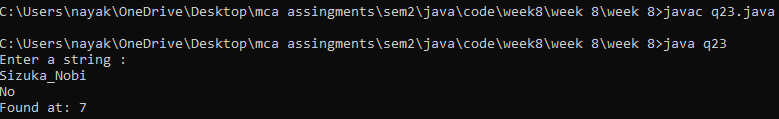 C:\Users\nayak\OneDrive\Desktop\mca assingments\sem2\java\code\week8\week 8\week 8>javac q23.java
C:\Users\nayak\OneDrive\Desktop\mca assingments\sem2\java\code\week8\week 8\week 8>java q23
Enter a string :
Sizuka_Nobi
No
Found at: 7